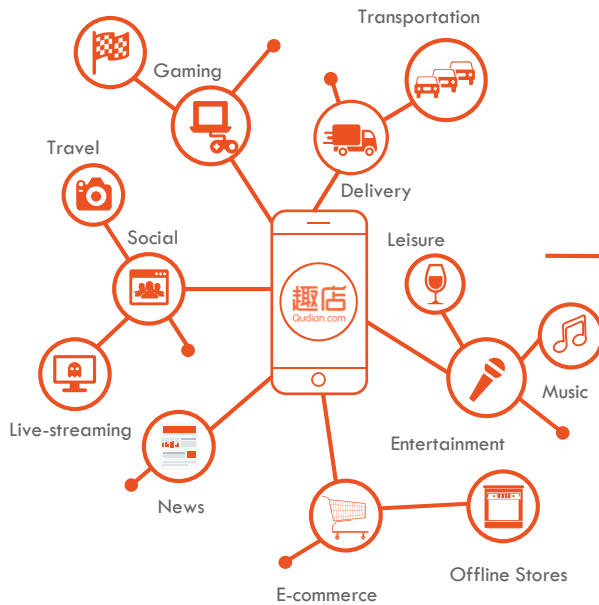 Transportation
Gaming
Travel
Delivery
Social
Leisure
趣店
Qudian.com
Music
Live-streaming
Entertainment
News
Offline Stores
E-commerce